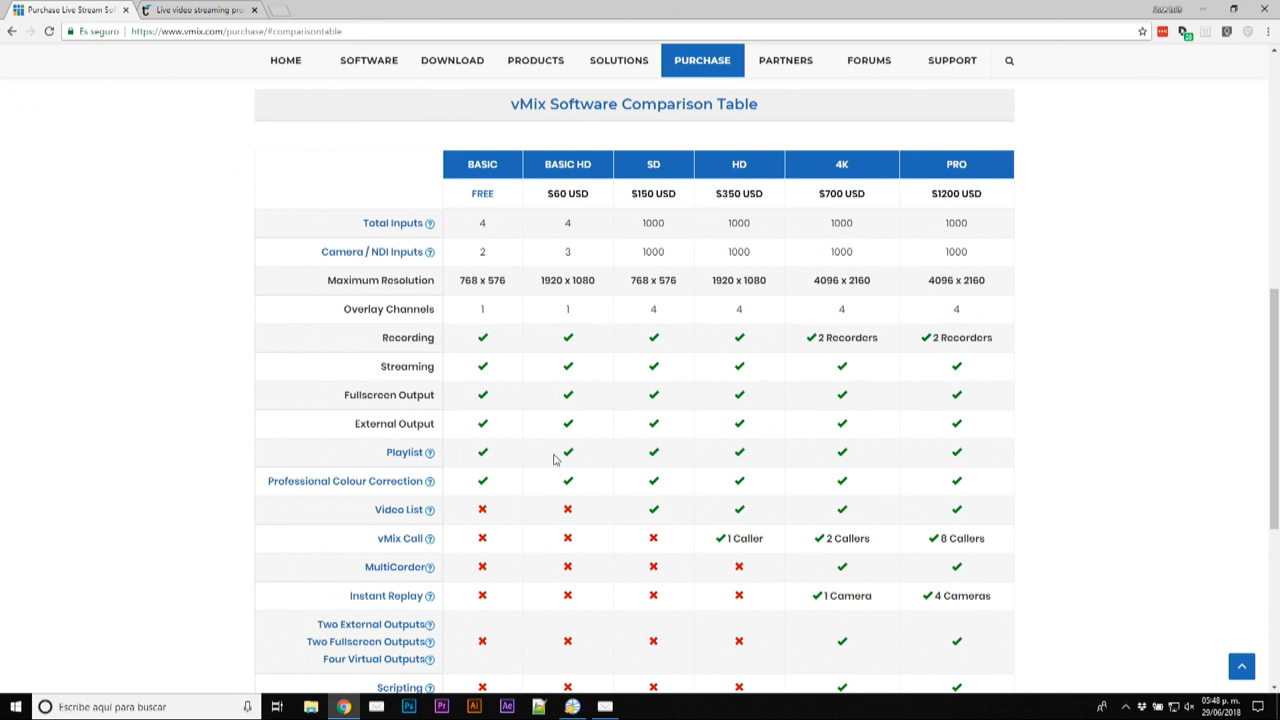 Purchase Live Stream Sof
Live video streaming pro
Es seguro
https://www.vmix.com/purchase/#comparisontable
HOME SOFTWARE DOWNLOAD PRODUCTS SOLUTIONS PURCHASE PARTNERS FORUMS SUPPORT
vMix Software Comparison Table
BASIC BASIC HD SD HD 4K PRO
FREE $60 USD $150 USD $350 USD $700 USD $1200 USD
Total Inputs 4 4 1000 1000 1000 1000
Camera / NDI Inputs 2 3 1000 1000 1000 1000
Maximum Resolution 768 x 576 1920 x 1080 768 x 576 1920 x 1080 4096 x 2160 4096 x 2160
Overlay Channels 1 1 4 4 4 4
Recording ✔ ✔ ✔ ✔ ✔ 2 Recorders ✔ 2 Recorders
Streaming ✔ ✔ ✔ ✔ ✔ ✔
Fullscreen Output ✔ ✔ ✔ ✔ ✔ ✔
External Output ✔ ✔ ✔ ✔ ✔ ✔
Playlist ✔ ✔ ✔ ✔ ✔ ✔
Professional Colour Correction ✔ ✔ ✔ ✔ ✔ ✔
Video List ✖ ✖ ✔ ✔ ✔ ✔
vMix Call ✖ ✖ ✖ ✔ 1 Caller ✔ 2 Callers ✔ 8 Callers
MultiCorder ✖ ✖ ✖ ✖ ✔ ✔
Instant Replay ✖ ✖ ✖ ✖ ✔ 1 Camera ✔ 4 Cameras
Two External Outputs
Two Fullscreen Outputs ✖ ✖ ✖ ✖ ✔ ✔
Four Virtual Outputs
Scripting ✖ ✖ ✖ ✖ ✔ ✔
Escribe aquí para buscar
Ps Pr Ai Ae
05:48 p. m.
29/06/2018